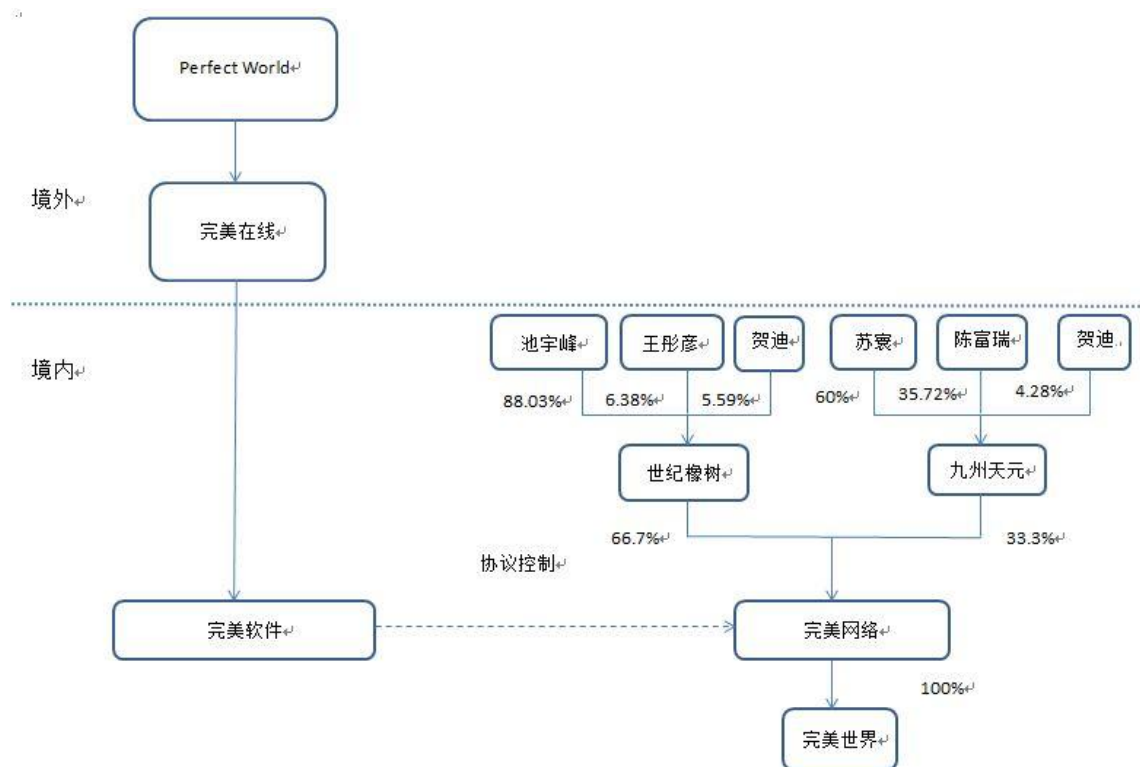 Perfect World
境外
完美在线
境内
池宇峰 王彤彦 贺迪 苏寰 陈富瑞 贺迪
88.03% 6.38% 5.59% 60% 35.72% 4.28%
世纪橡树 九州天元
66.7% 33.3%
协议控制
完美软件 完美网络
100%
完美世界